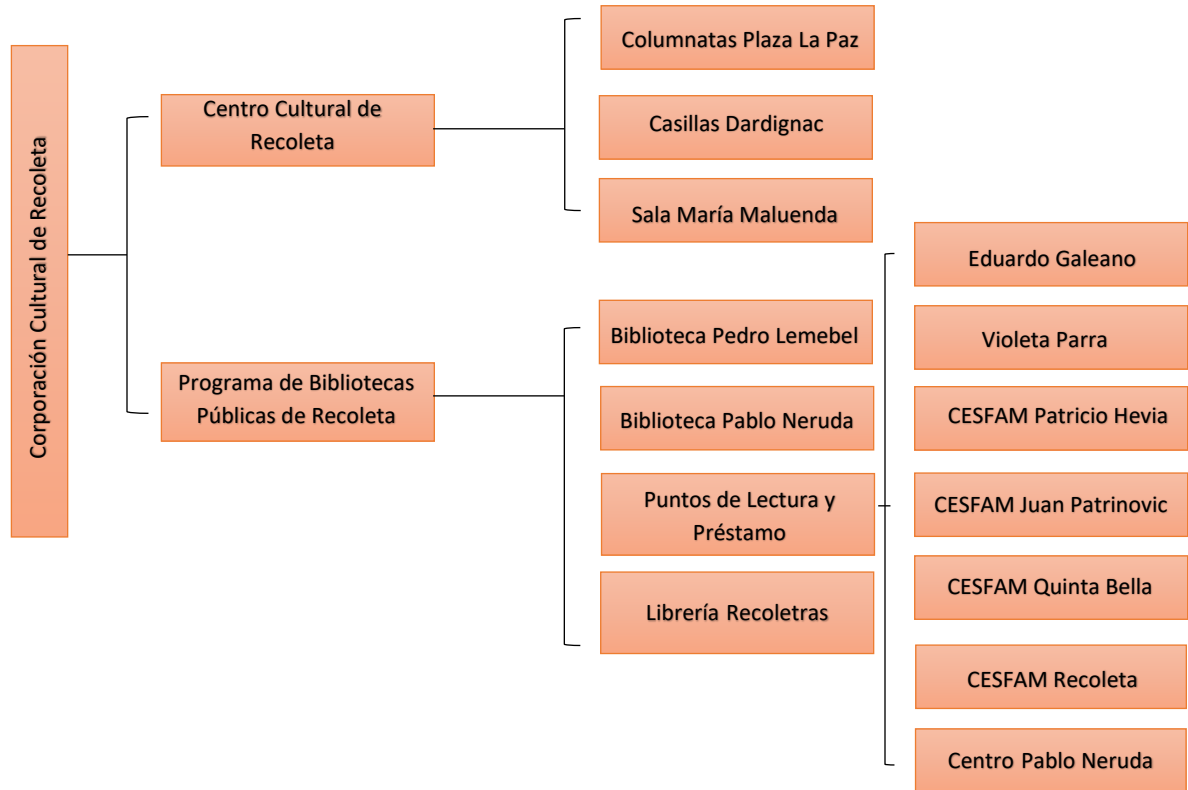 Corporación Cultural de Recoleta
Centro Cultural de
Recoleta
Programa de Bibliotecas
Públicas de Recoleta
Columnatas Plaza La Paz
Casillas Dardignac
Sala María Maluenda
Biblioteca Pedro Lemebel
Biblioteca Pablo Neruda
Puntos de Lectura y
Préstamo
Librería Recoletras
Eduardo Galeano
Violeta Parra
CESFAM Patricio Hevia
CESFAM Juan Patrinovic
CESFAM Quinta Bella
CESFAM Recoleta
Centro Pablo Neruda